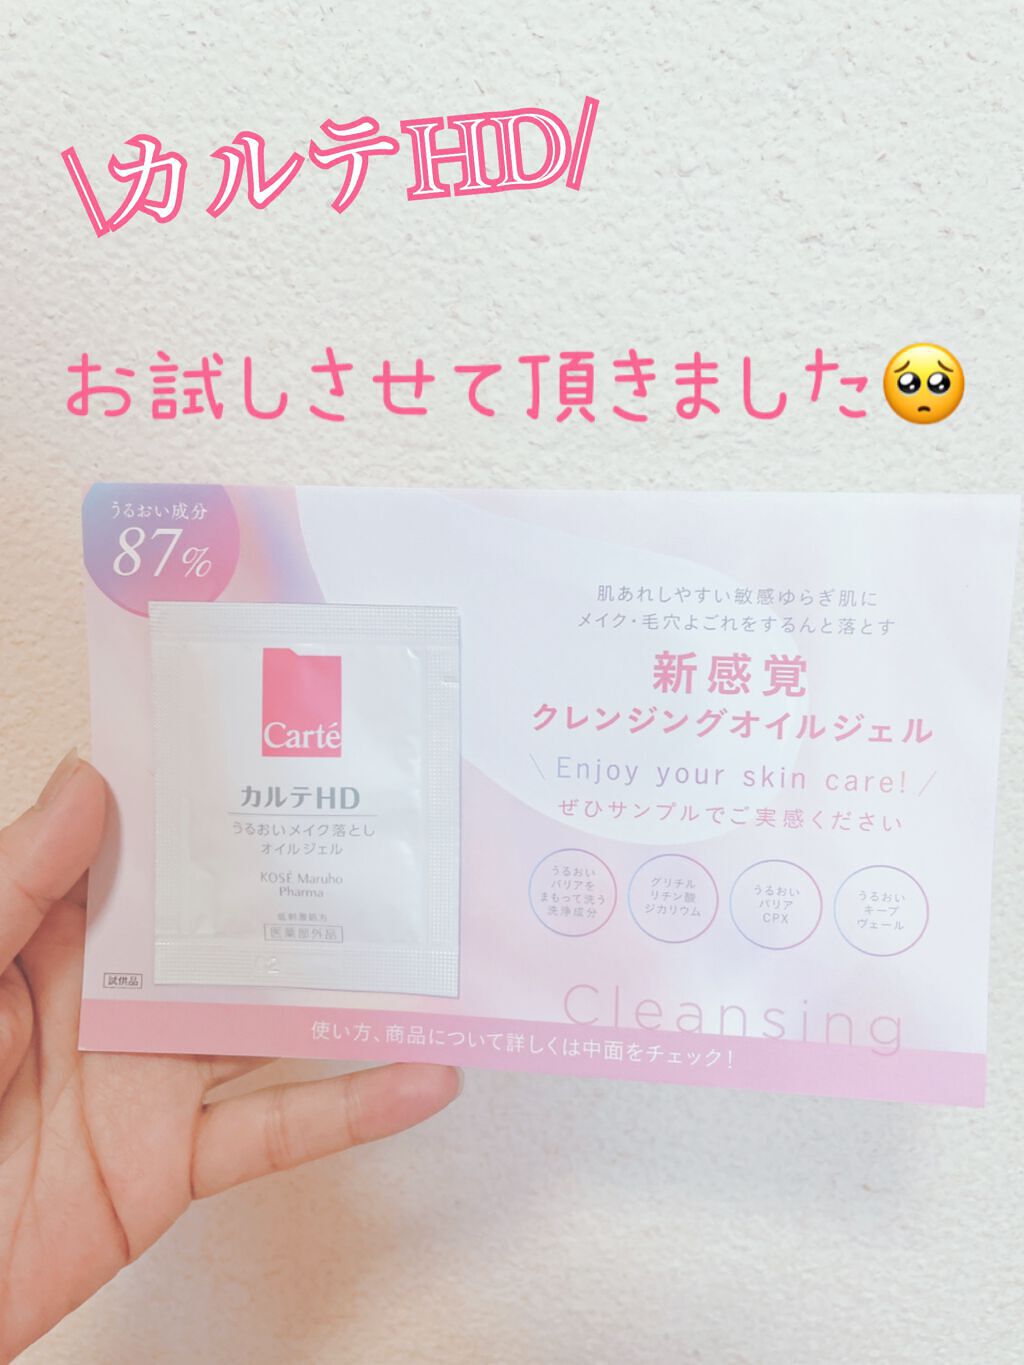 \カルテHD/
お試しさせて頂きました🥺
うるおい成分
87%
肌あれしやすい敏感ゆらぎ肌に
メイク・毛穴よごれをするんと落とす
新感覚
クレンジングオイルジェル
\ Enjoy your skin care! /
ぜひサンプルでご実感ください
Carté
カルテHD
うるおいメイク落とし
オイルジェル
KOSÉ Maruho
Pharma
低刺激処方
医薬部外品
うるおい
バリアを
まもって洗う
洗浄成分
グリチル
リチン酸
ジカリウム
うるおい
バリア
CPX
うるおい
キープ
ヴェール
試供品
Cleansing
使い方、商品について詳しくは中面をチェック!